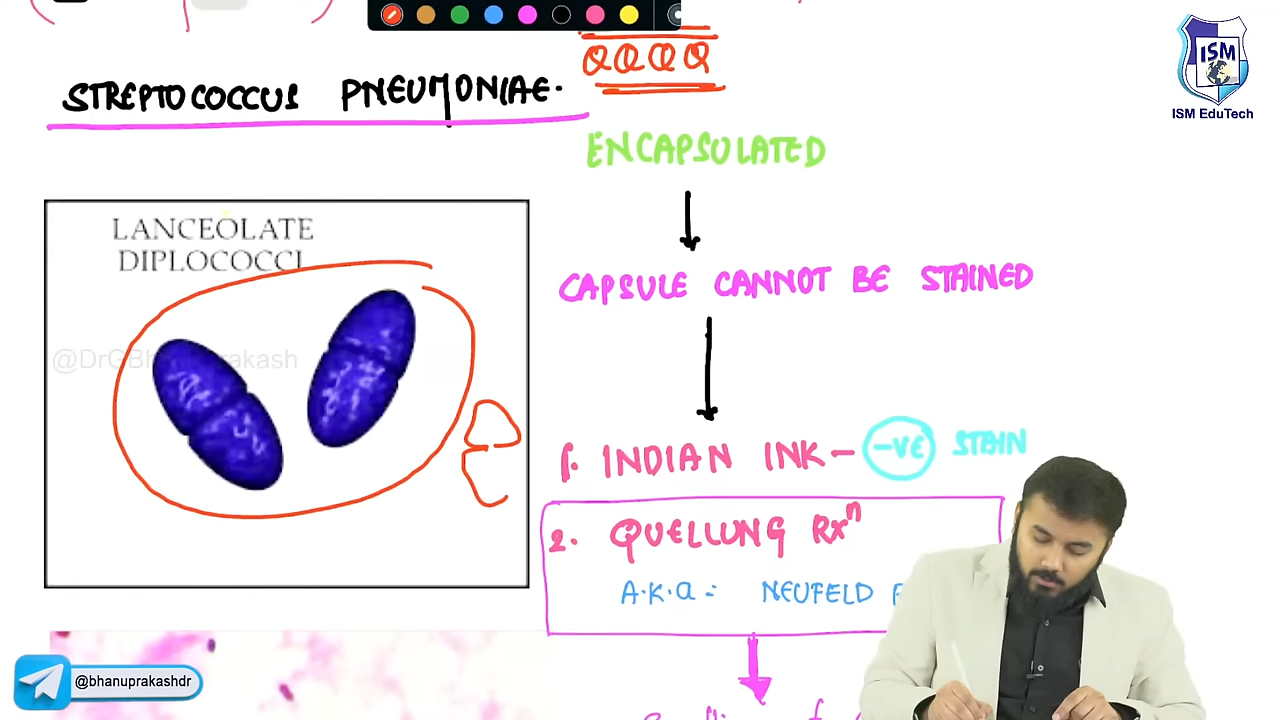 QQQQ
STREPTOCOCCUS PNEUMONIAE.
ISM
ISM EduTech
ENCAPSULATED
LANCEOLATE
DIPLOCOCCI
CAPSULE CANNOT BE STAINED
@DrGBhanuprakash
1. INDIAN INK - -VE STAIN
2. QUELLUNG Rxn
A.K.a = NEUFELD
@bhanuprakashdr